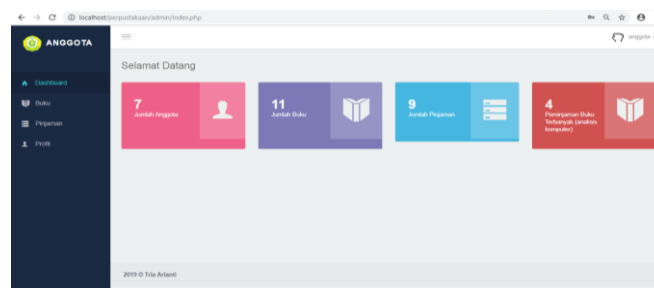 localhost/perpustakaan/admin/index.php
ANGGOTA
anggota
Selamat Datang
Dashboard
Buku
Pinjaman
Profil
7
Jumlah Anggota
11
Jumlah Buku
9
Jumlah Pinjaman
4
Peminjaman Buku
Terbanyak (analisis
komputer)
2019 © Tria Arianti